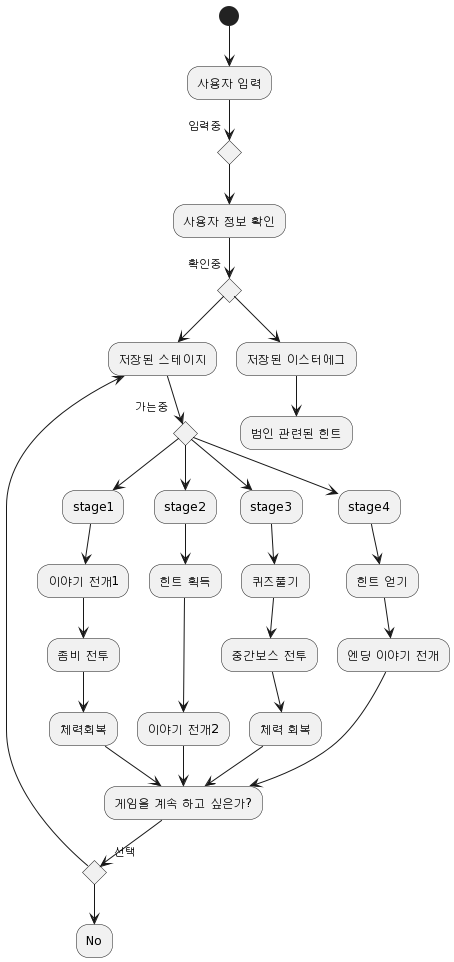 사용자 입력
입력중
사용자 정보 확인
확인중
저장된 스테이지
저장된 이스터에그
가는중
범인 관련된 힌트
stage1
stage2
stage3
stage4
이야기 전개1
힌트 획득
퀴즈풀기
힌트 얻기
좀비 전투
중간보스 전투
엔딩 이야기 전개
체력회복
이야기 전개2
체력 회복
게임을 계속 하고 싶은가?
선택
No